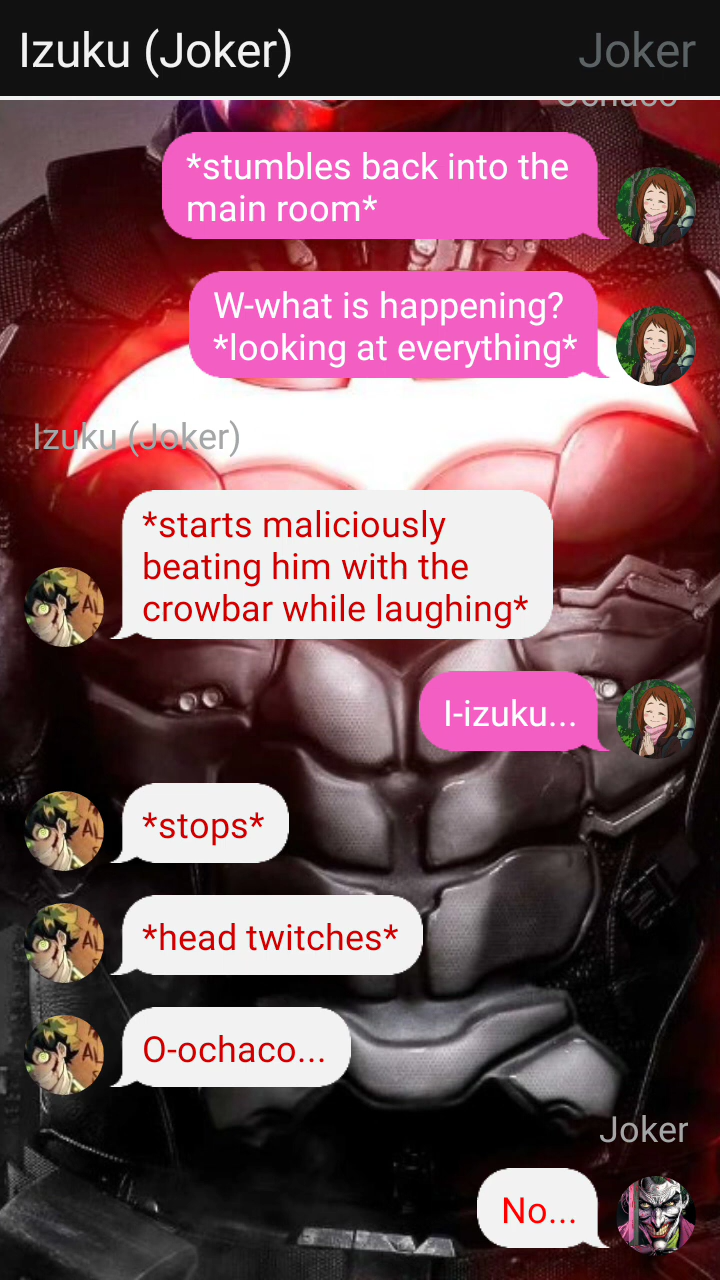 Izuku (Joker)
Joker
Ochaco
*stumbles back into the
main room*
W-what is happening?
*looking at everything*
Izuku (Joker)
*starts maliciously
beating him with the
crowbar while laughing*
I-izuku...
*stops*
*head twitches*
O-ochaco...
Joker
No...